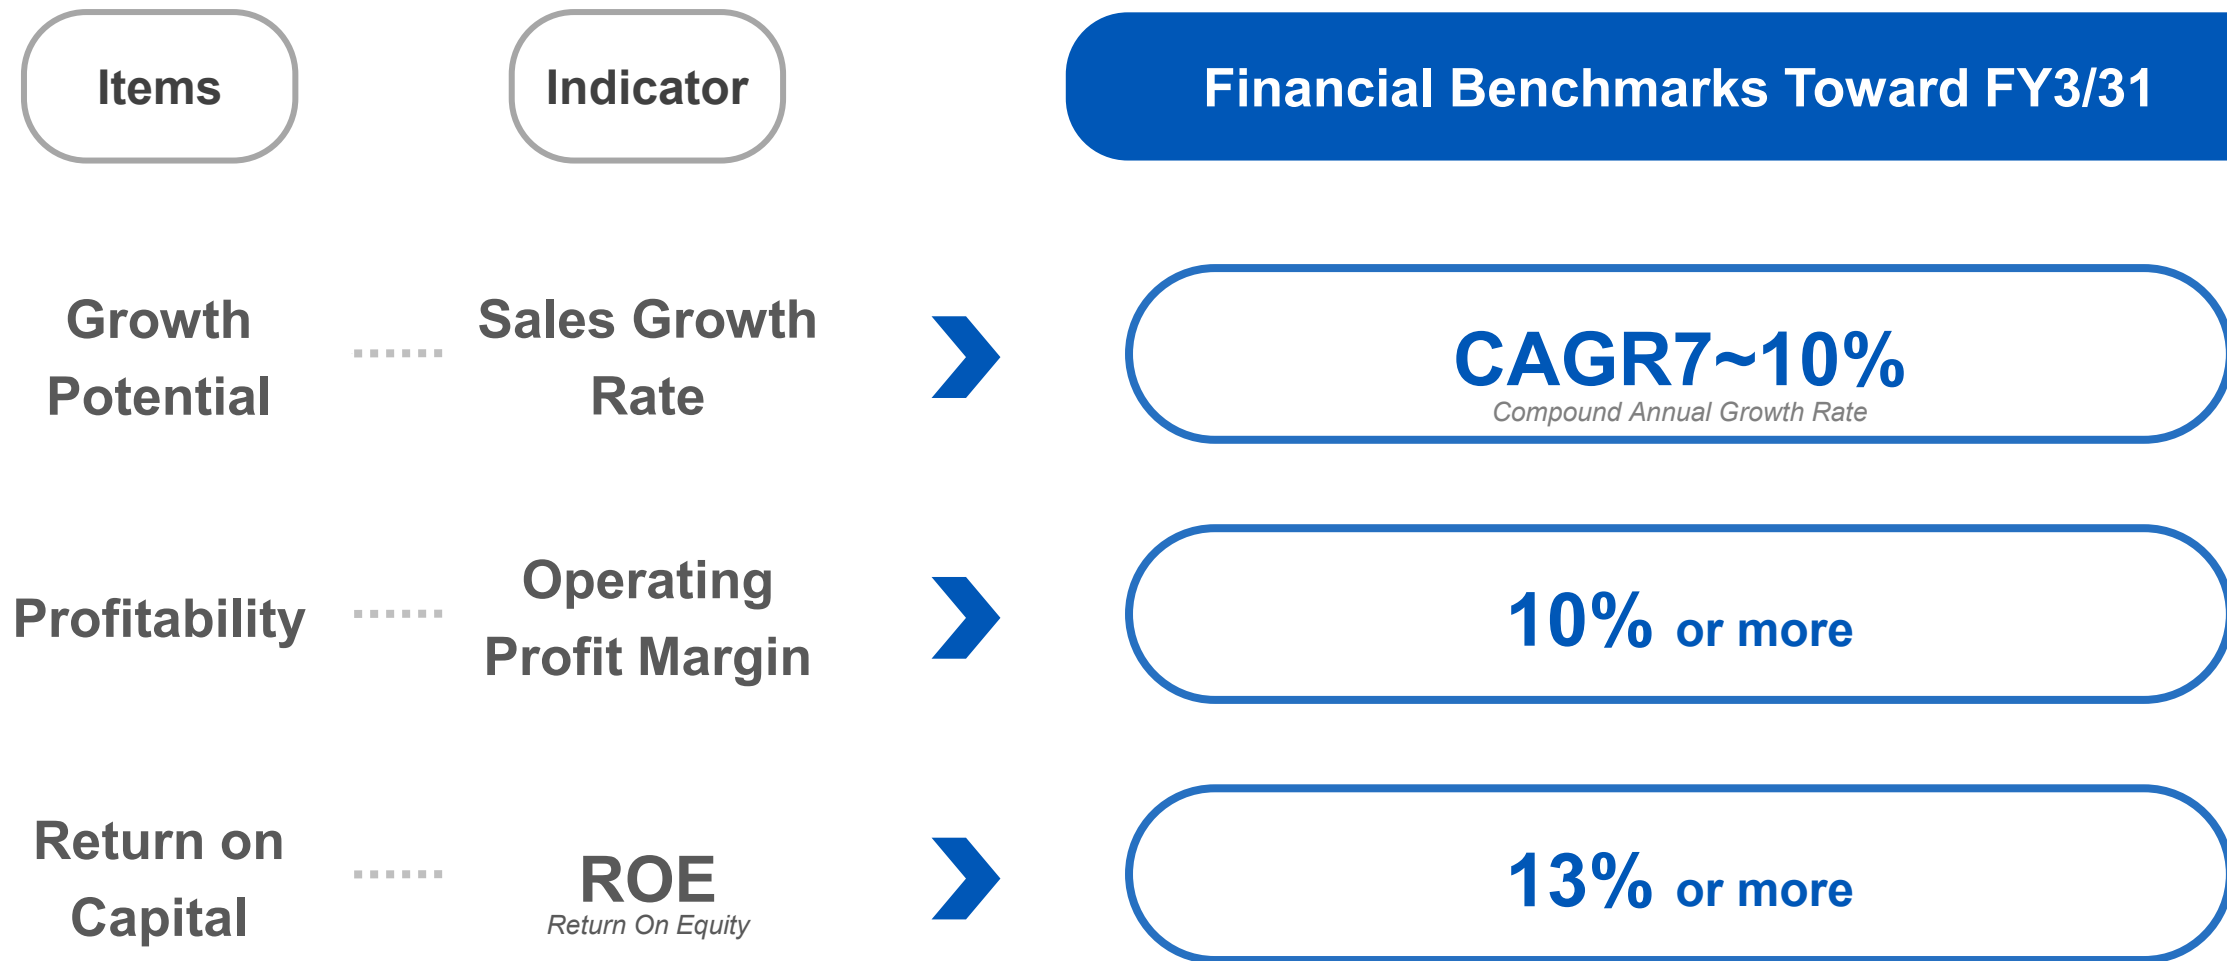 Items
Indicator
Financial Benchmarks Toward FY3/31
Growth
Potential
Sales Growth
Rate
CAGR7~10%
Compound Annual Growth Rate
Profitability
Operating
Profit Margin
10% or more
Return on
Capital
ROE
Return On Equity
13% or more